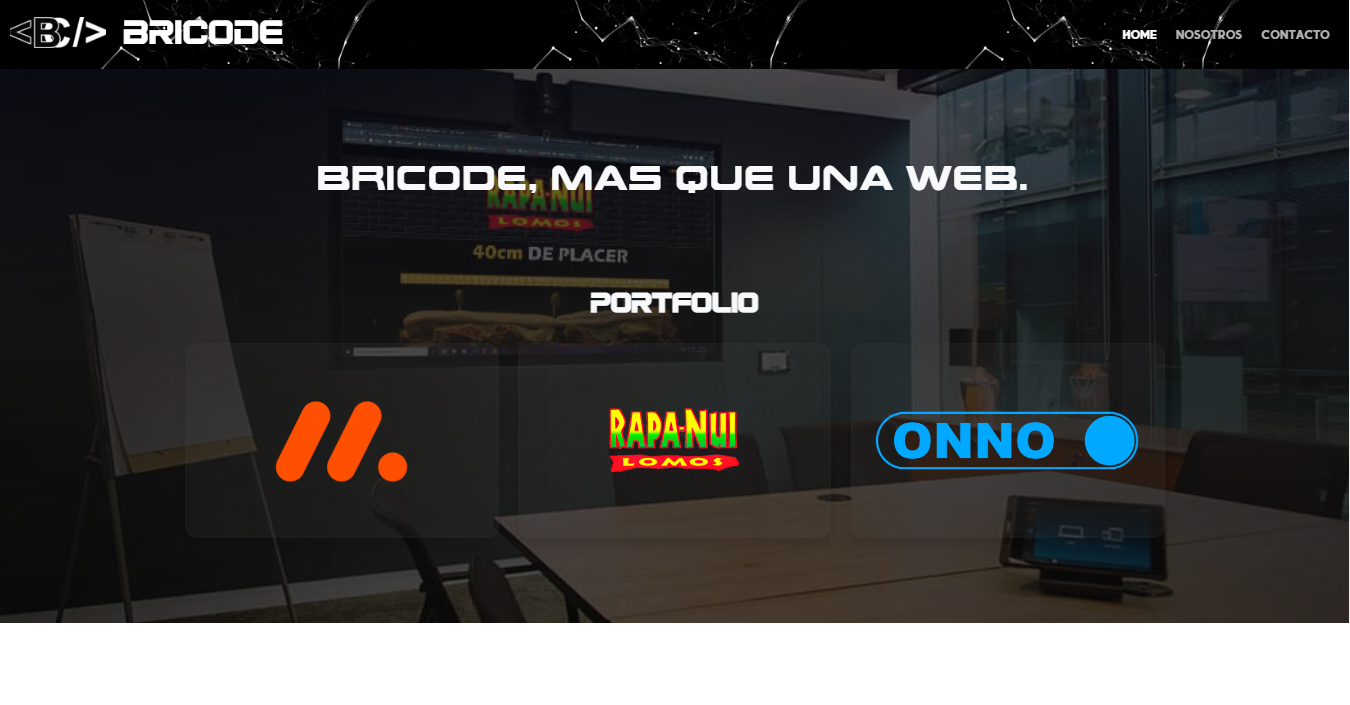 <BC/> BRICODE
HOME NOSOTROS CONTACTO
BRICODE, MAS QUE UNA WEB.
RAPA-NUI
LOMOS
40cm DE PLACER
PORTFOLIO
RAPA-NUI
LOMOS
ONNO